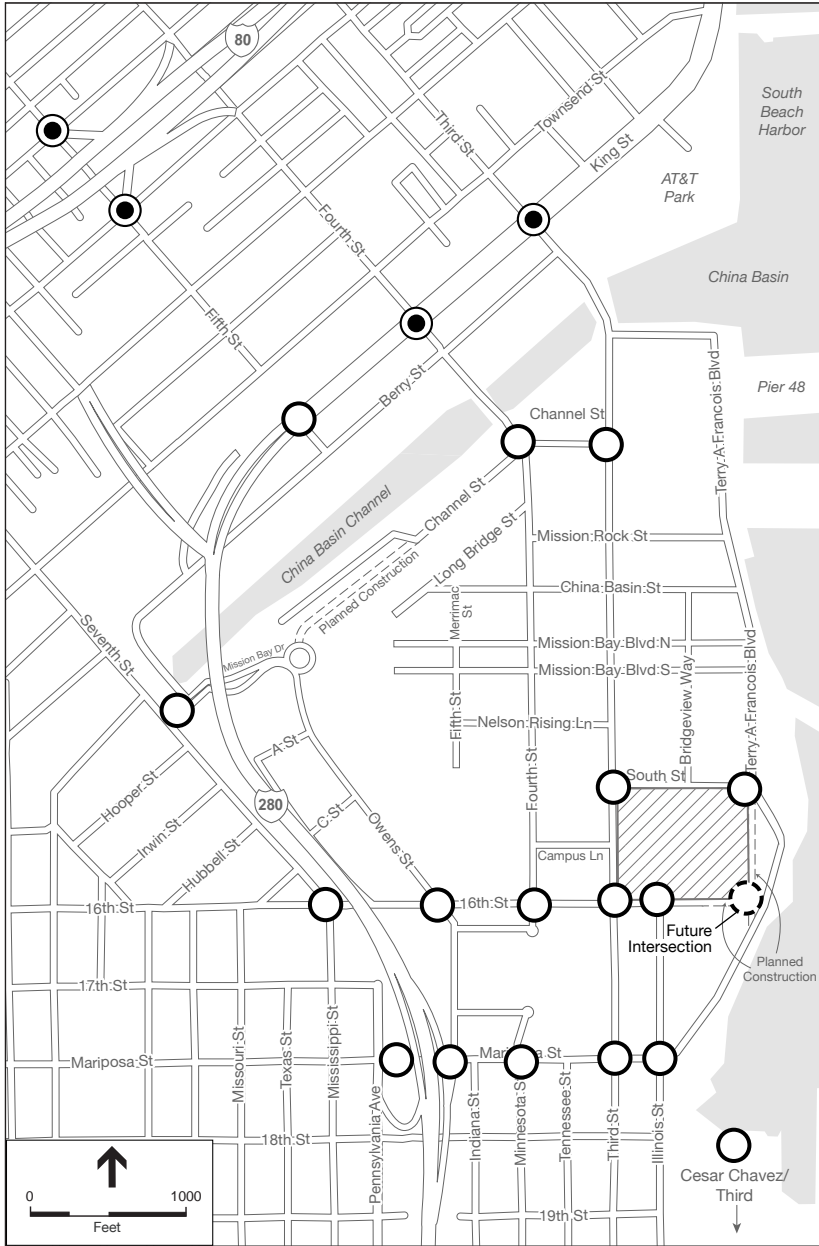 80
South
Beach
Harbor
Townsend St
Third St
King St
AT&T
Park
Fourth St
China Basin
Fifth St
Terry A Francois Blvd
Berry St
Pier 48
Channel St
China Basin Channel
Channel St
Long Bridge St
Mission Rock St
Planned Construction
China Basin St
Merrimac
St
Seventh St
Mission Bay Dr
Mission Bay Blvd N
Mission Bay Blvd S
Bridgeview Way
Terry A Francois Blvd
Fifth St
Nelson Rising Ln
A St
Fourth St
South St
Hooper St
280
C St
Owens St
Irwin St
Hubbell St
Campus Ln
16th St
16th St
Future
Intersection
Planned
Construction
17th St
Missouri St
Texas St
Mississippi St
Mariposa St
Mariposa St
Pennsylvania Ave
Indiana St
Minnesota St
Tennessee St
Third St
Illinois St
18th St
Cesar Chavez/
Third
0
1000
Feet
19th St